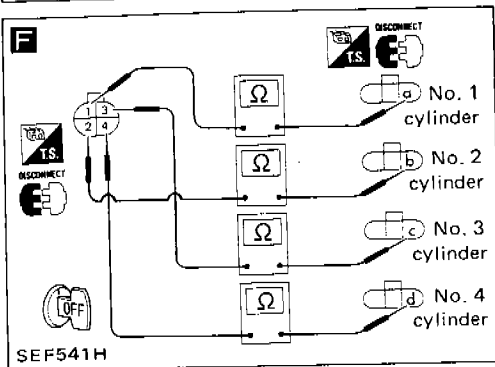 F
T.S.
DISCONNECT
1 3
2 4
T.S.
DISCONNECT
Ω
a
No. 1
cylinder
Ω
b
No. 2
cylinder
Ω
c
No. 3
cylinder
Ω
d
No. 4
cylinder
OFF
SEF541H